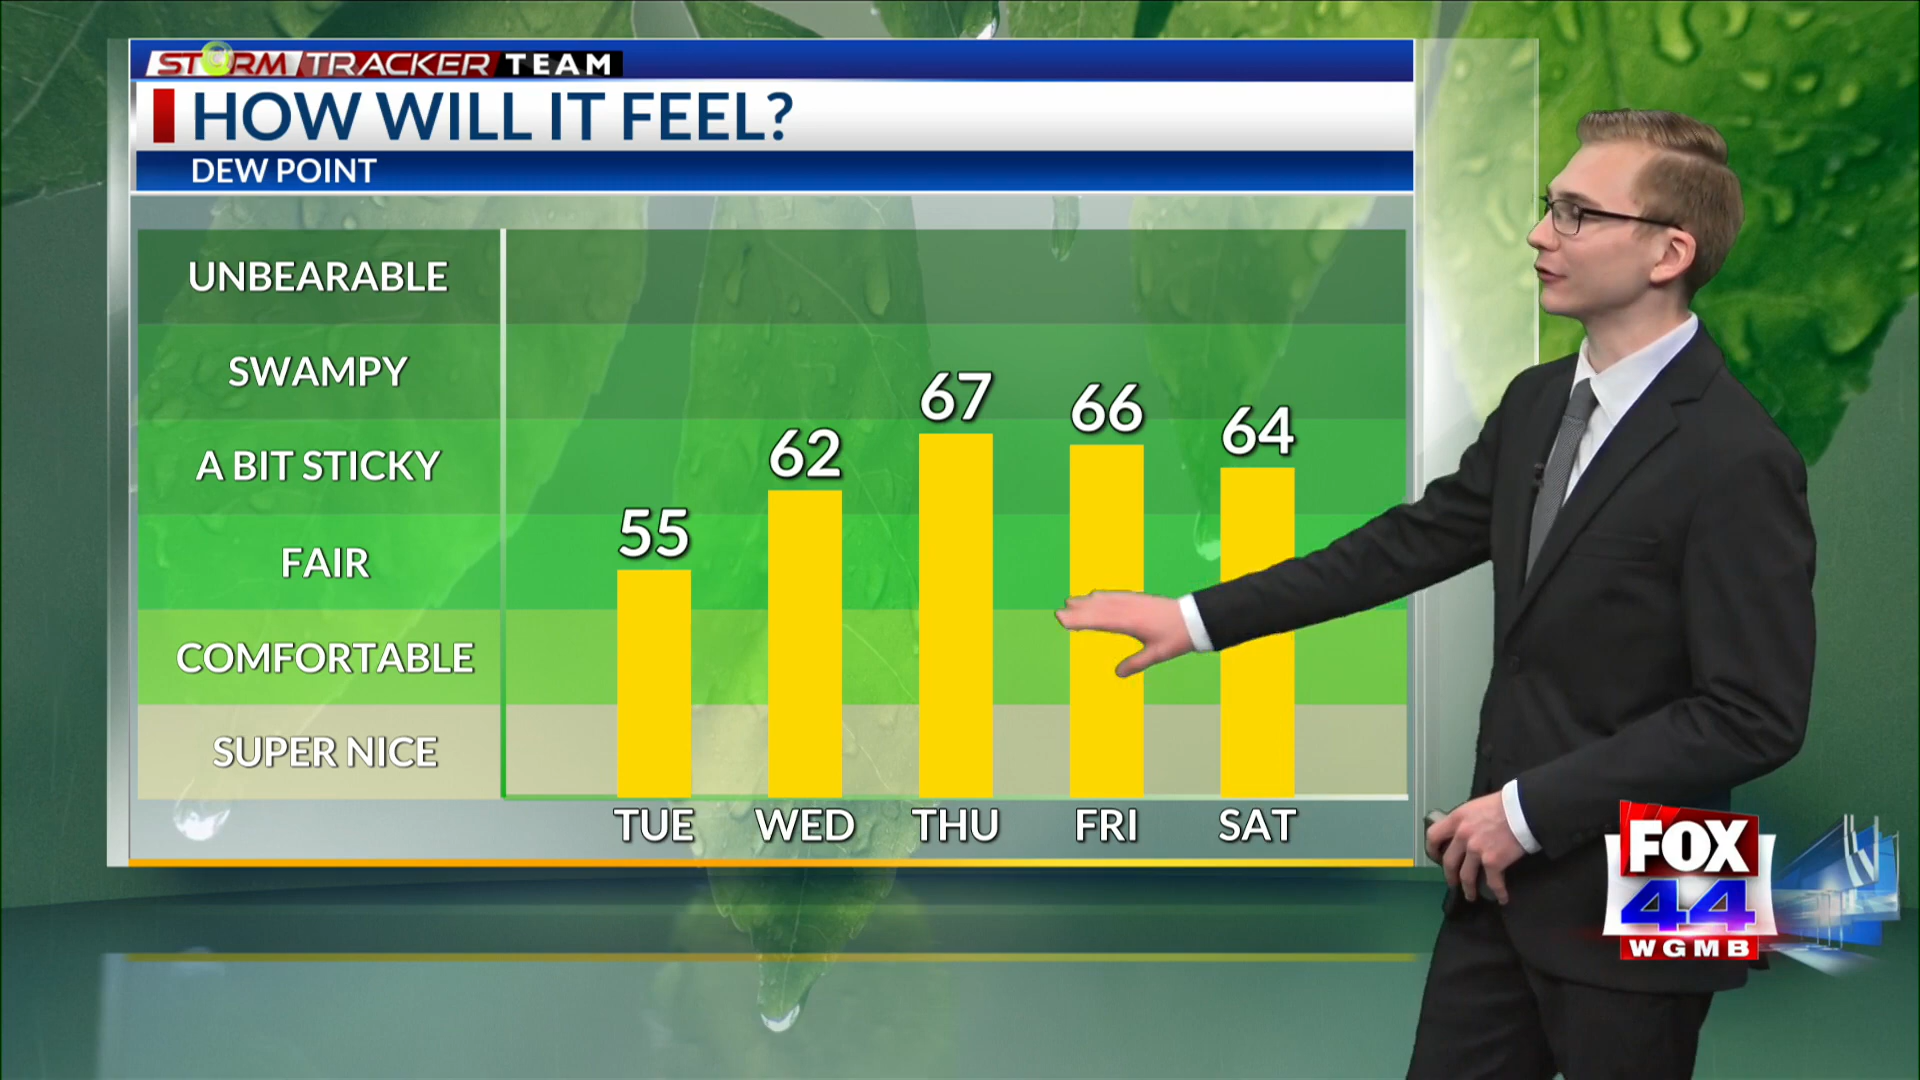 STORM TRACKER TEAM
HOW WILL IT FEEL?
DEW POINT
UNBEARABLE
SWAMPY
A BIT STICKY
FAIR
COMFORTABLE
SUPER NICE
55
62
67
66
64
TUE
WED
THU
FRI
SAT
FOX
44
WGMB